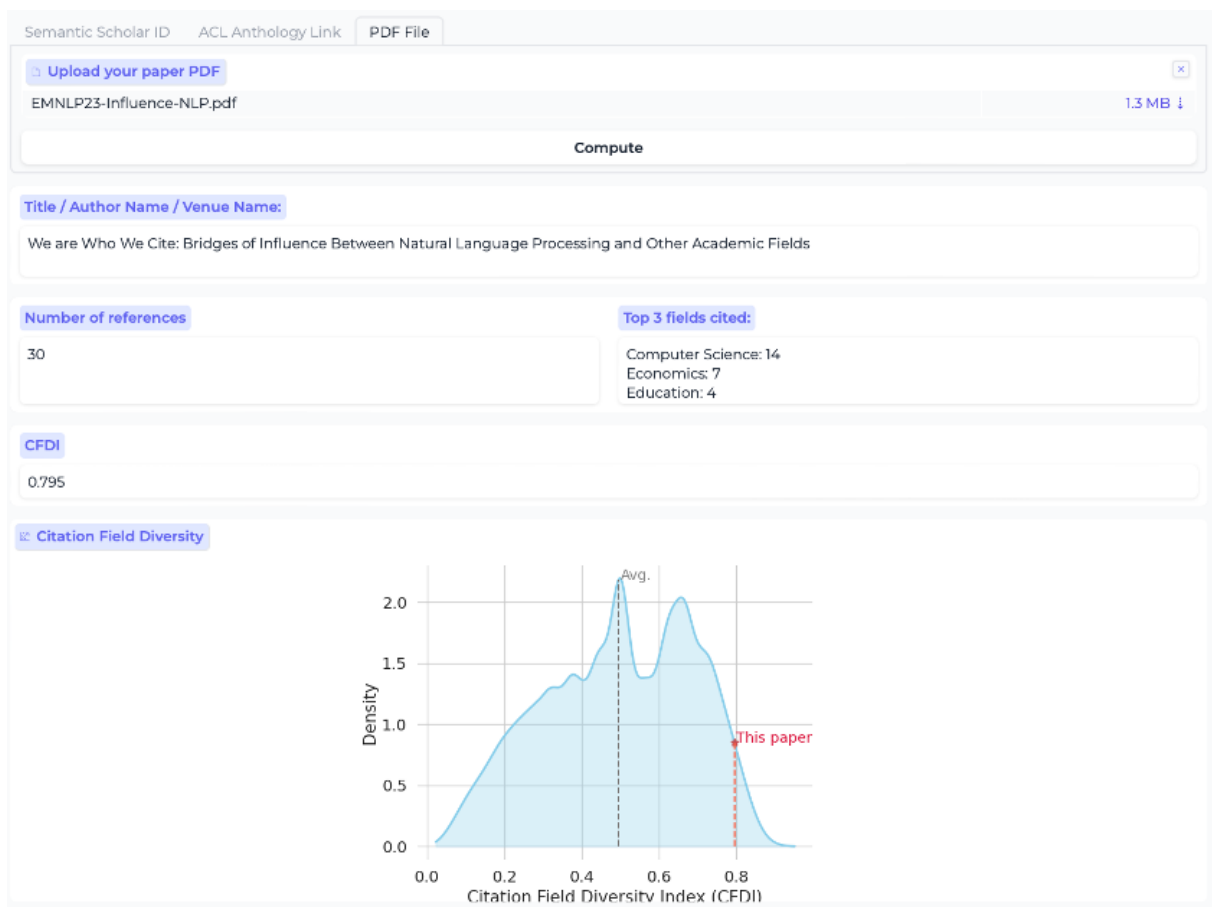 Semantic Scholar ID ACL Anthology Link PDF File
Upload your paper PDF
EMNLP23-Influence-NLP.pdf 1.3 MB ↓
Compute
Title / Author Name / Venue Name:
We are Who We Cite: Bridges of Influence Between Natural Language Processing and Other Academic Fields
Number of references
30
Top 3 fields cited:
Computer Science: 14
Economics: 7
Education: 4
CFDI
0.795
Citation Field Diversity
Avg.
This paper
Density
2.0
1.5
1.0
0.5
0.0
0.0 0.2 0.4 0.6 0.8
Citation Field Diversity Index (CFDI)